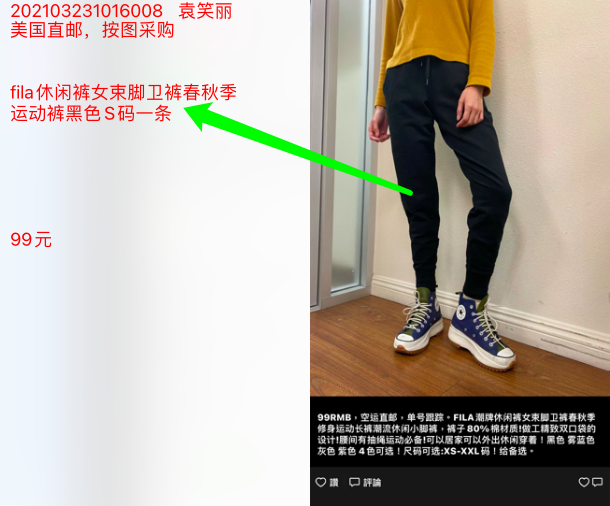 202103231016008 袁笑丽
美国直邮，按图采购
fila休闲裤女束脚卫裤春秋季
运动裤黑色S码一条
99元
99RMB，空运直邮，单号跟踪。FILA潮牌休闲裤女束脚卫裤春秋季
修身运动长裤潮流休闲小脚裤，裤子80%棉材质!做工精致双口袋的
设计!腰间有抽绳运动必备!可以居家可以外出休闲穿着！黑色 雾蓝色
灰色 紫色 4色可选！尺码可选:XS-XXL码！给备选。
讚 評論